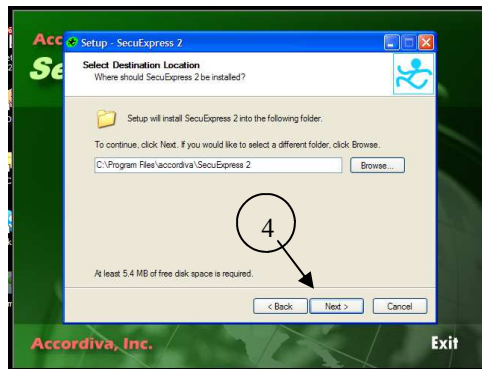 Acc
Setup - SecuExpress 2
Se
Select Destination Location
Where should SecuExpress 2 be installed?
Setup will install SecuExpress 2 into the following folder.
To continue, click Next. If you would like to select a different folder, click Browse.
C:\Program Files\accordiva\SecuExpress 2
Browse...
4
At least 5.4 MB of free disk space is required.
< Back
Next >
Cancel
Accordiva, Inc.
Exit